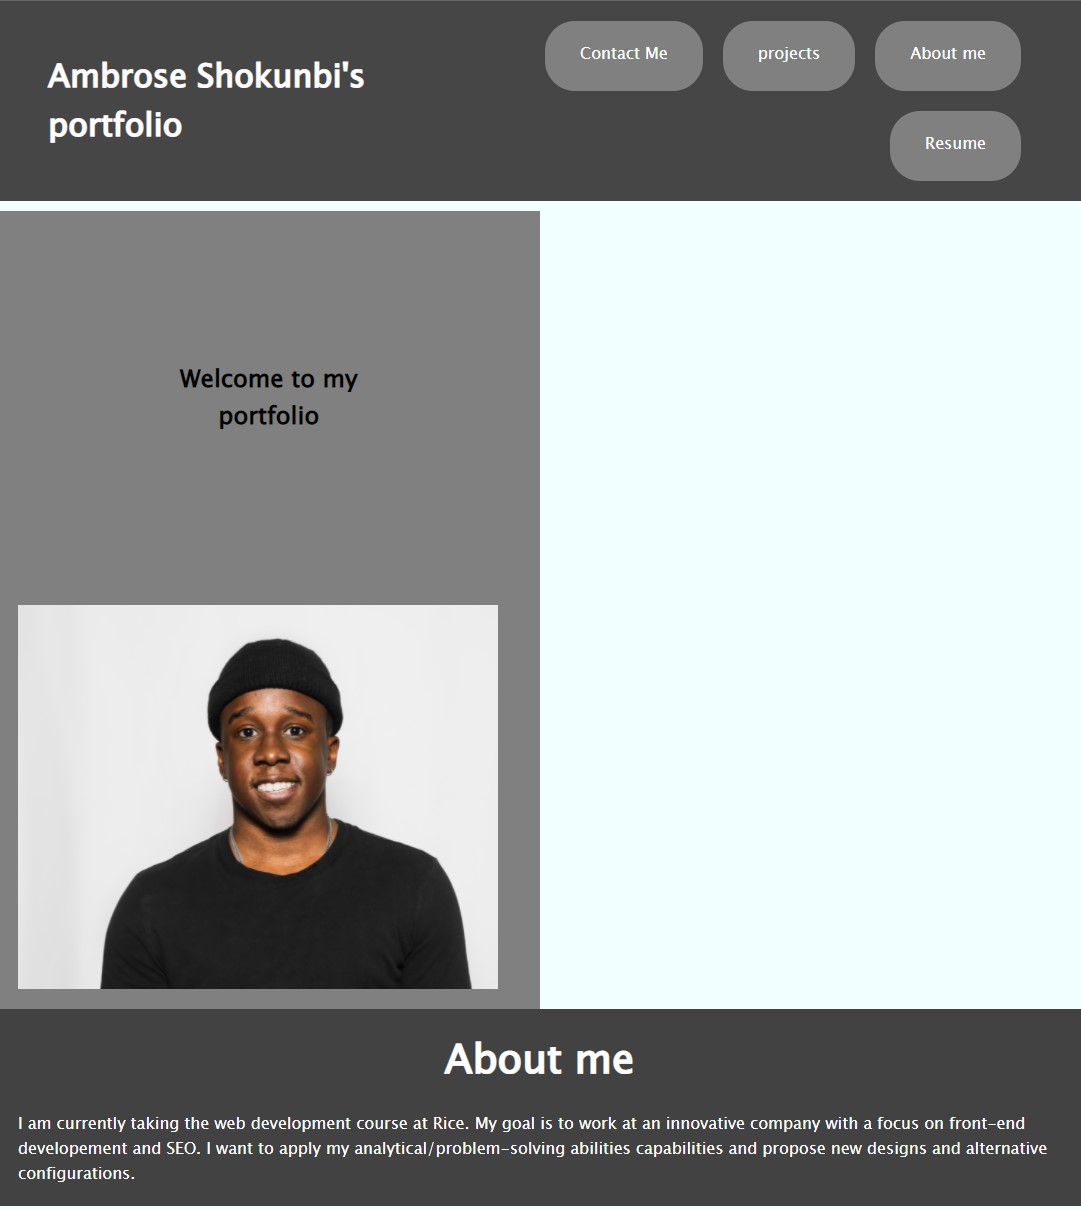 Ambrose Shokunbi's
portfolio
Contact Me
projects
About me
Resume
Welcome to my
portfolio
About me
I am currently taking the web development course at Rice. My goal is to work at an innovative company with a focus on front-end
developement and SEO. I want to apply my analytical/problem-solving abilities capabilities and propose new designs and alternative
configurations.